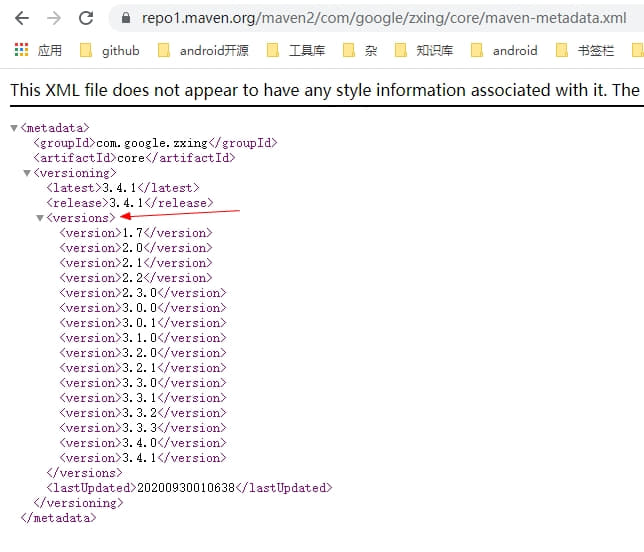 repo1.maven.org/maven2/com/google/zxing/core/maven-metadata.xml
应用 github android开源 工具库 杂 知识库 android 书签栏
This XML file does not appear to have any style information associated with it. The
▼<metadata>
<groupId>com.google.zxing</groupId>
<artifactId>core</artifactId>
▼<versioning>
<latest>3.4.1</latest>
<release>3.4.1</release>
▼<versions>
<version>1.7</version>
<version>2.0</version>
<version>2.1</version>
<version>2.2</version>
<version>2.3.0</version>
<version>3.0.0</version>
<version>3.0.1</version>
<version>3.1.0</version>
<version>3.2.0</version>
<version>3.2.1</version>
<version>3.3.0</version>
<version>3.3.1</version>
<version>3.3.2</version>
<version>3.3.3</version>
<version>3.4.0</version>
<version>3.4.1</version>
</versions>
<lastUpdated>20200930010638</lastUpdated>
</versioning>
</metadata>